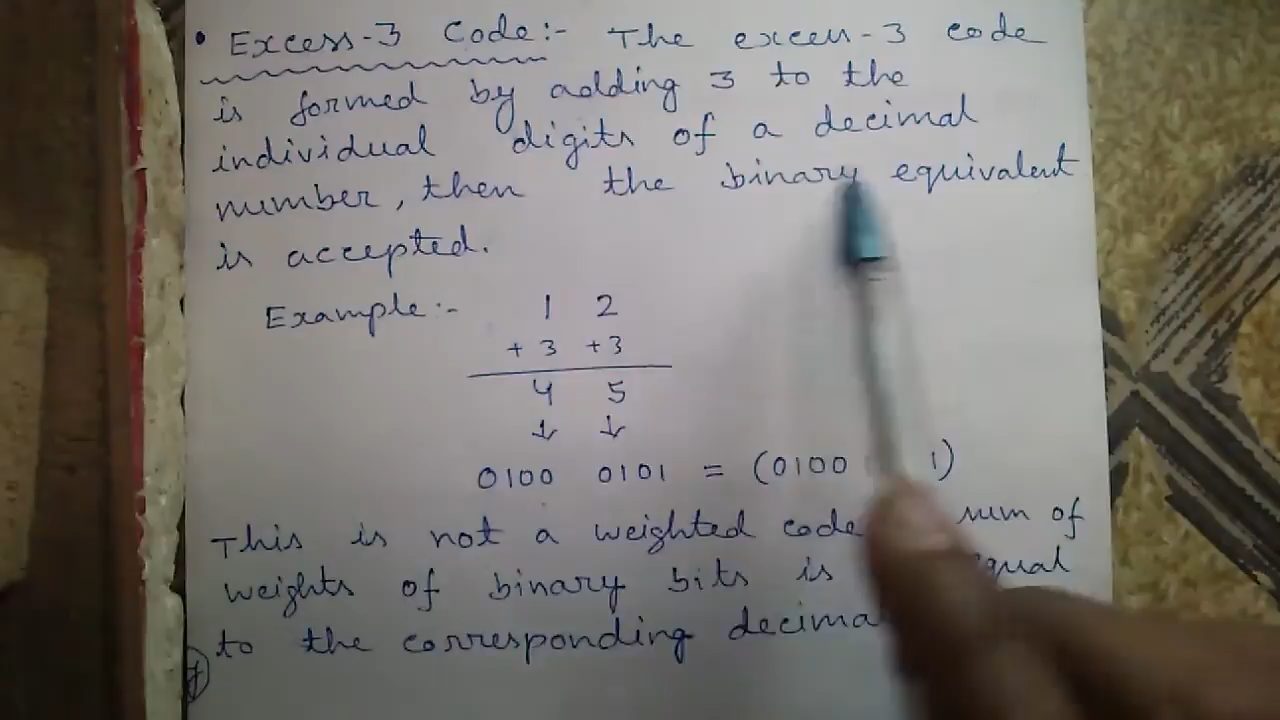 • Excess-3 Code:- The excess-3 code
is formed by adding 3 to the
individual digits of a decimal
number, then the binary equivalent
is accepted.
Example:- 1 2
+3 +3
4 5
↓ ↓
0100 0101 = (0100 1)
This is not a weighted code sum of
weights of binary bits is
to the corresponding